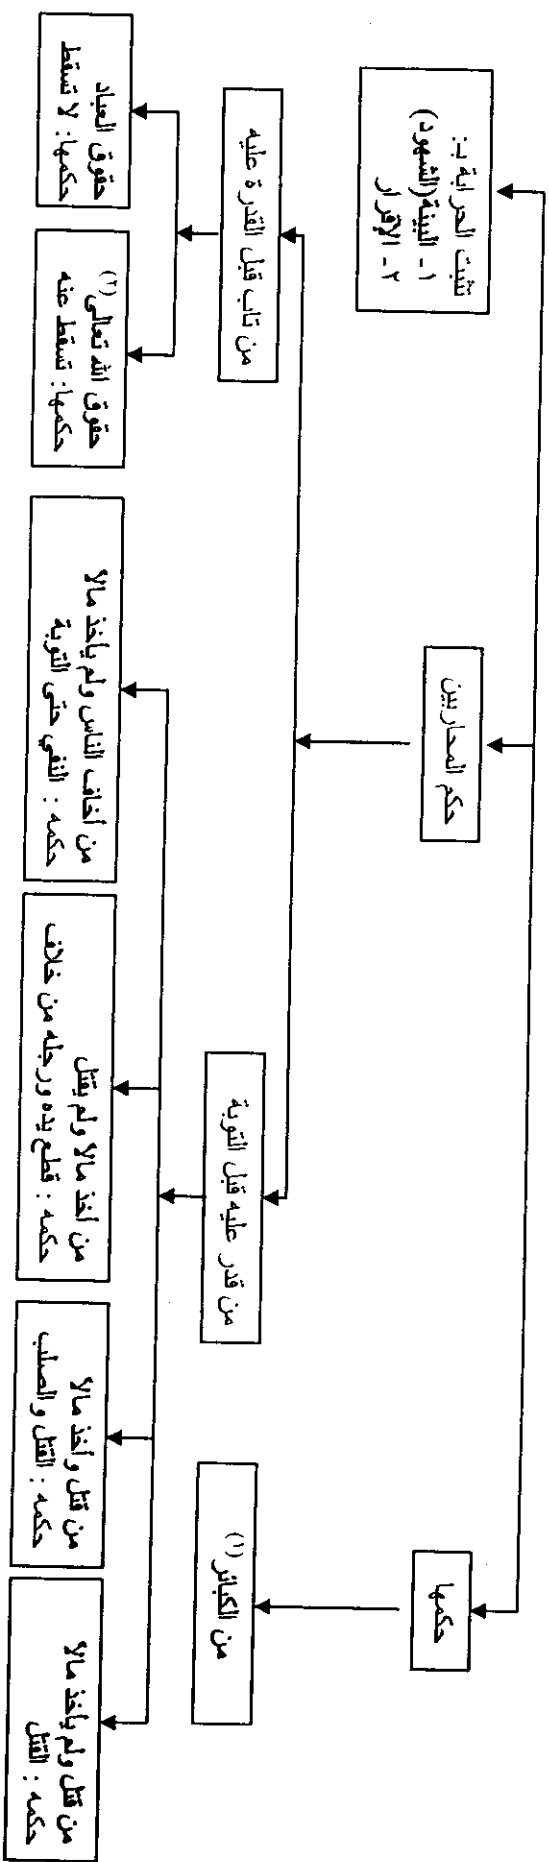 حكمها
حكم المحاربين
تثبت الحرابة بـ:
١ - البينة (الشهود)
٢ - الإقرار
من الكبائر (١)
من قدر عليه قبل التوبة
من تاب قبل القدرة عليه
من قتل ولم يأخذ مالا
حكمه : القتل
من قتل وأخذ مالا
حكمه : القتل والصلب
من أخذ مالا ولم يقتل
حكمه : قطع يده ورجله من خلاف
من أخاف الناس ولم يأخذ مالا
حكمه : النفي حتى التوبة
حقوق الله تعالى (٢)
حكمها: تسقط عنه
حقوق العباد
حكمها: لا تسقط